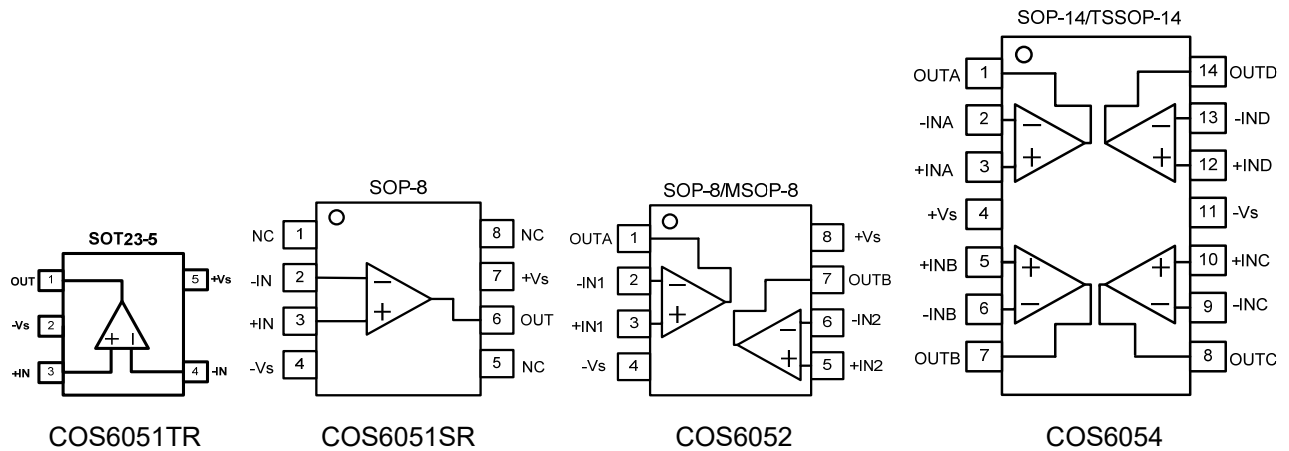 SOT23-5
OUT 1 5 +Vs
-Vs 2
+IN 3 4 -IN
+ −
COS6051TR
SOP-8
NC 1 8 NC
-IN 2 7 +Vs
+IN 3 6 OUT
-Vs 4 5 NC
−
+
COS6051SR
SOP-8/MSOP-8
OUTA 1 8 +Vs
-IN1 2 7 OUTB
+IN1 3 6 -IN2
-Vs 4 5 +IN2
− −
+ +
COS6052
SOP-14/TSSOP-14
OUTA 1 14 OUTD
-INA 2 − − 13 -IND
+INA 3 + + 12 +IND
+Vs 4 11 -Vs
+INB 5 + + 10 +INC
-INB 6 − − 9 -INC
OUTB 7 8 OUTC
COS6054